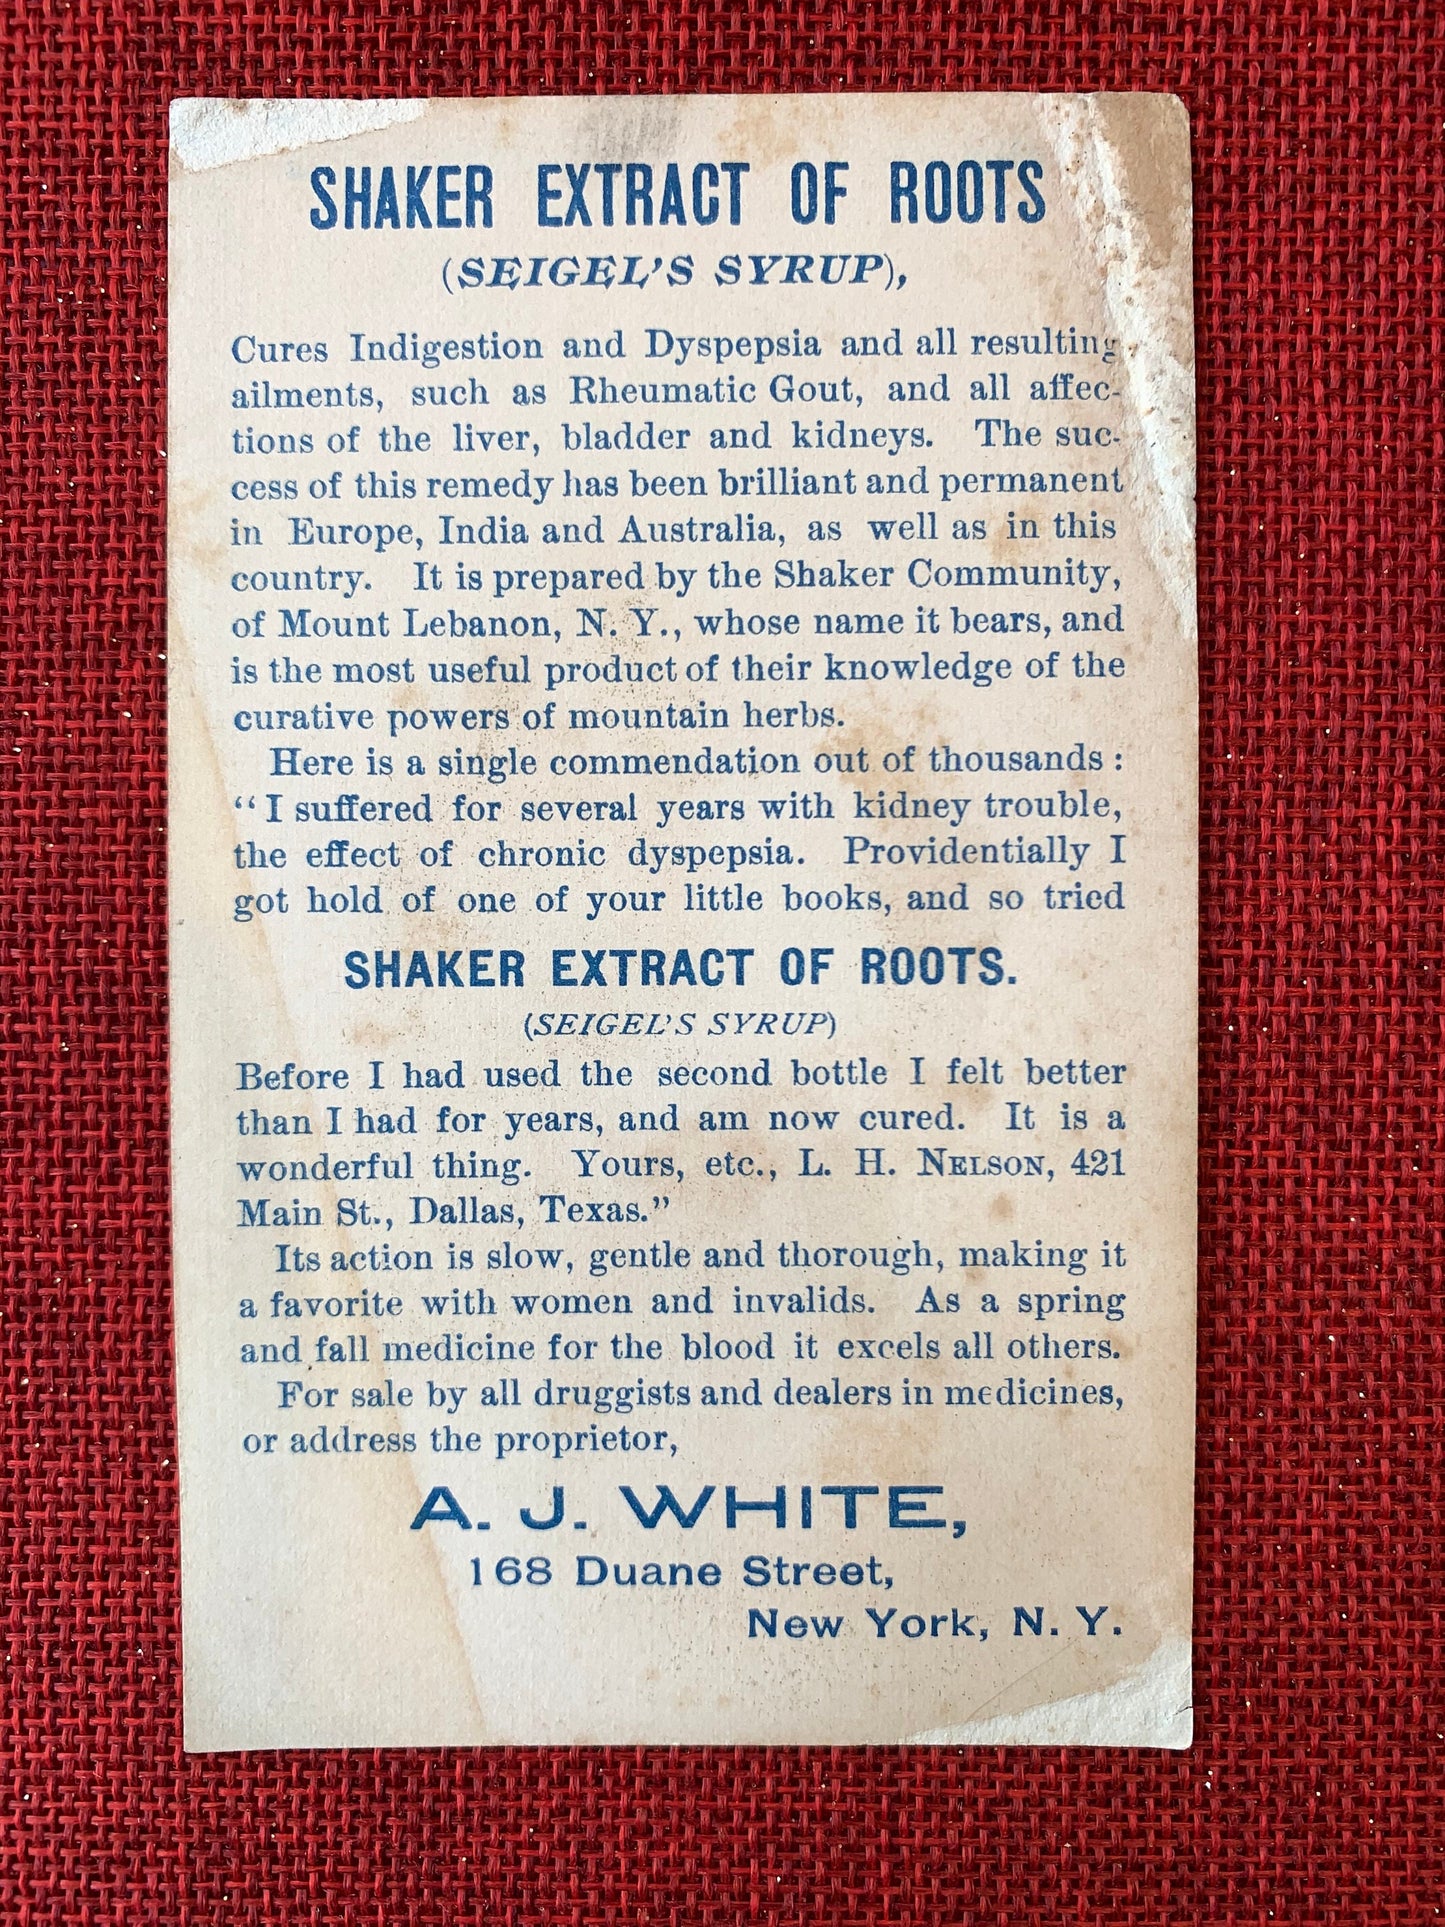 SHAKER EXTRACT OF ROOTS
(SEIGEL'S SYRUP),
Cures Indigestion and Dyspepsia and all resulting
ailments, such as Rheumatic Gout, and all affec-
tions of the liver, bladder and kidneys. The suc-
cess of this remedy has been brilliant and permanent
in Europe, India and Australia, as well as in this
country. It is prepared by the Shaker Community,
of Mount Lebanon, N. Y., whose name it bears, and
is the most useful product of their knowledge of the
curative powers of mountain herbs.
Here is a single commendation out of thousands:
“I suffered for several years with kidney trouble,
the effect of chronic dyspepsia. Providentially I
got hold of one of your little books, and so tried
SHAKER EXTRACT OF ROOTS.
(SEIGEL'S SYRUP)
Before I had used the second bottle I felt better
than I had for years, and am now cured. It is a
wonderful thing. Yours, etc., L. H. NELSON, 421
Main St., Dallas, Texas.”
Its action is slow, gentle and thorough, making it
a favorite with women and invalids. As a spring
and fall medicine for the blood it excels all others.
For sale by all druggists and dealers in medicines,
or address the proprietor,
A. J. WHITE,
168 Duane Street,
New York, N. Y.